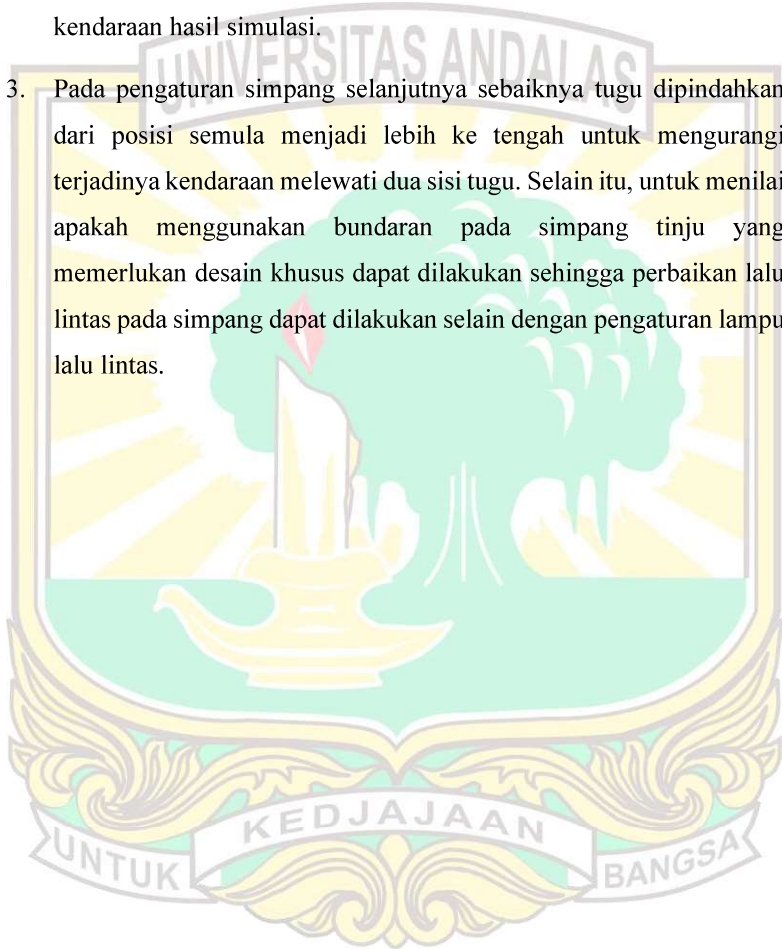 kendaraan hasil simulasi.
UNIVERSITAS ANDALAS
3. Pada pengaturan simpang selanjutnya sebaiknya tugu dipindahkan
dari posisi semula menjadi lebih ke tengah untuk mengurangi
terjadinya kendaraan melewati dua sisi tugu. Selain itu, untuk menilai
apakah menggunakan bundaran pada simpang tinju yang
memerlukan desain khusus dapat dilakukan sehingga perbaikan lalu
lintas pada simpang dapat dilakukan selain dengan pengaturan lampu
lalu lintas.
UNTUK KEDJAJAAN BANGSA